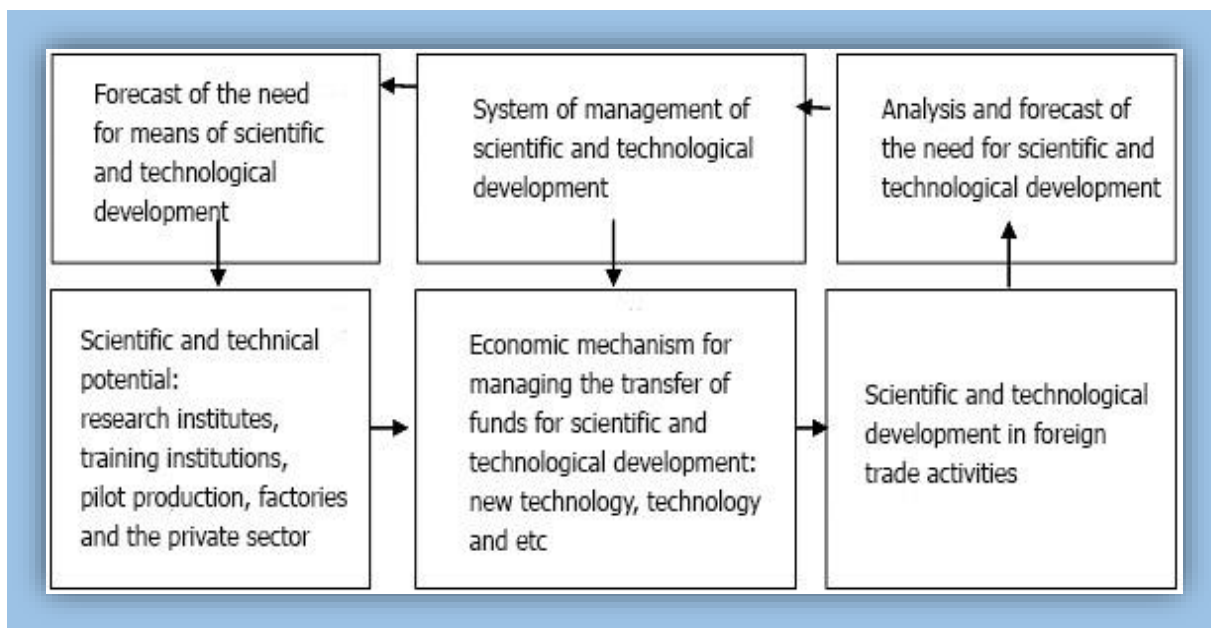 Forecast of the need
for means of scientific
and technological
development
System of management of
scientific and technological
development
Analysis and forecast of
the need for scientific and
technological development
Scientific and technical
potential:
research institutes,
training institutions,
pilot production, factories
and the private sector
Economic mechanism for
managing the transfer of
funds for scientific and
technological development:
new technology, technology
and etc
Scientific and technological
development in foreign
trade activities